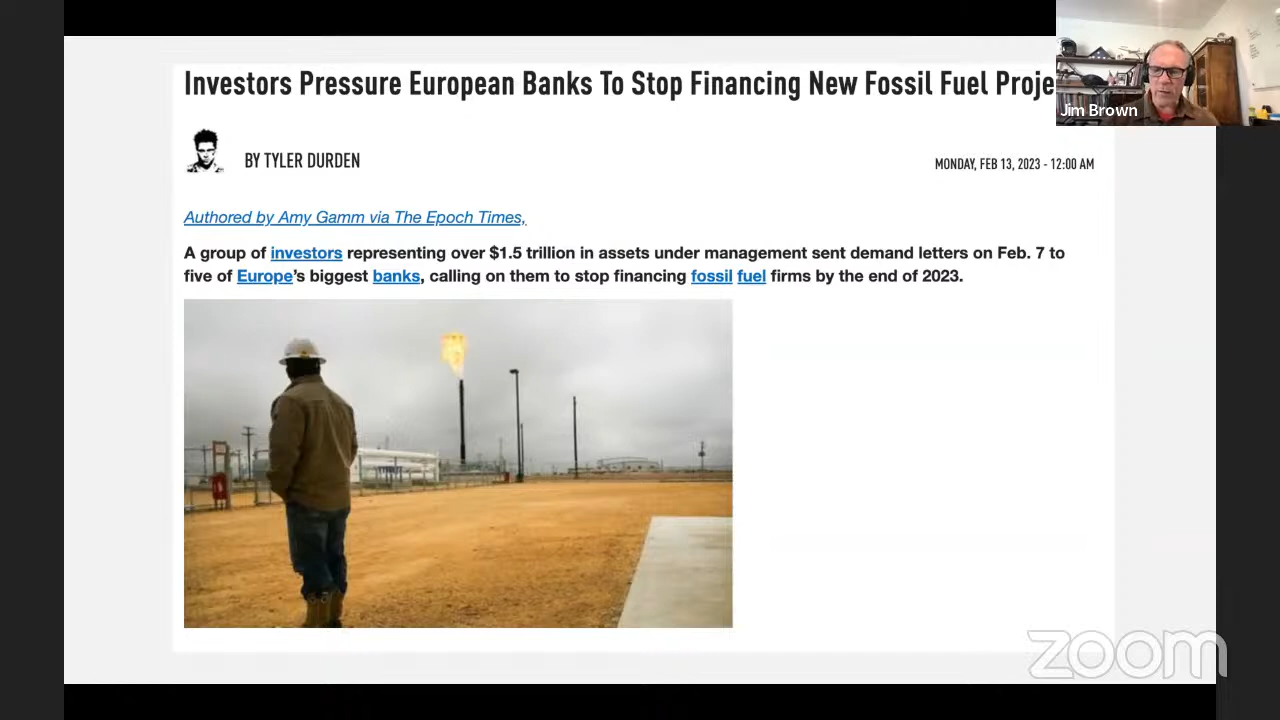 Investors Pressure European Banks To Stop Financing New Fossil Fuel Proje
Jim Brown
BY TYLER DURDEN
MONDAY, FEB 13, 2023 - 12:00 AM
Authored by Amy Gamm via The Epoch Times,
A group of investors representing over $1.5 trillion in assets under management sent demand letters on Feb. 7 to
five of Europe's biggest banks, calling on them to stop financing fossil fuel firms by the end of 2023.
zoom